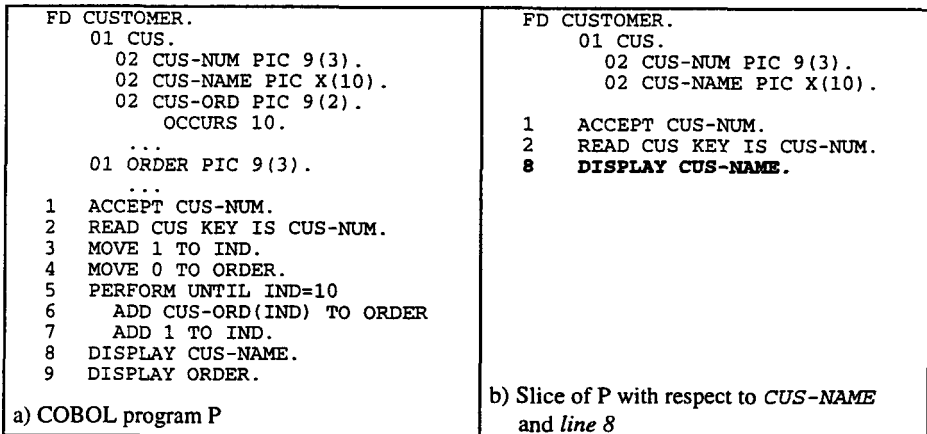 FD CUSTOMER.
01 CUS.
02 CUS-NUM PIC 9(3).
02 CUS-NAME PIC X(10).
02 CUS-ORD PIC 9(2).
OCCURS 10.
...
01 ORDER PIC 9(3).
...
1 ACCEPT CUS-NUM.
2 READ CUS KEY IS CUS-NUM.
3 MOVE 1 TO IND.
4 MOVE 0 TO ORDER.
5 PERFORM UNTIL IND=10
6 ADD CUS-ORD(IND) TO ORDER
7 ADD 1 TO IND.
8 DISPLAY CUS-NAME.
9 DISPLAY ORDER.
a) COBOL program P
FD CUSTOMER.
01 CUS.
02 CUS-NUM PIC 9(3).
02 CUS-NAME PIC X(10).
1 ACCEPT CUS-NUM.
2 READ CUS KEY IS CUS-NUM.
8 DISPLAY CUS-NAME.
b) Slice of P with respect to CUS-NAME
and line 8